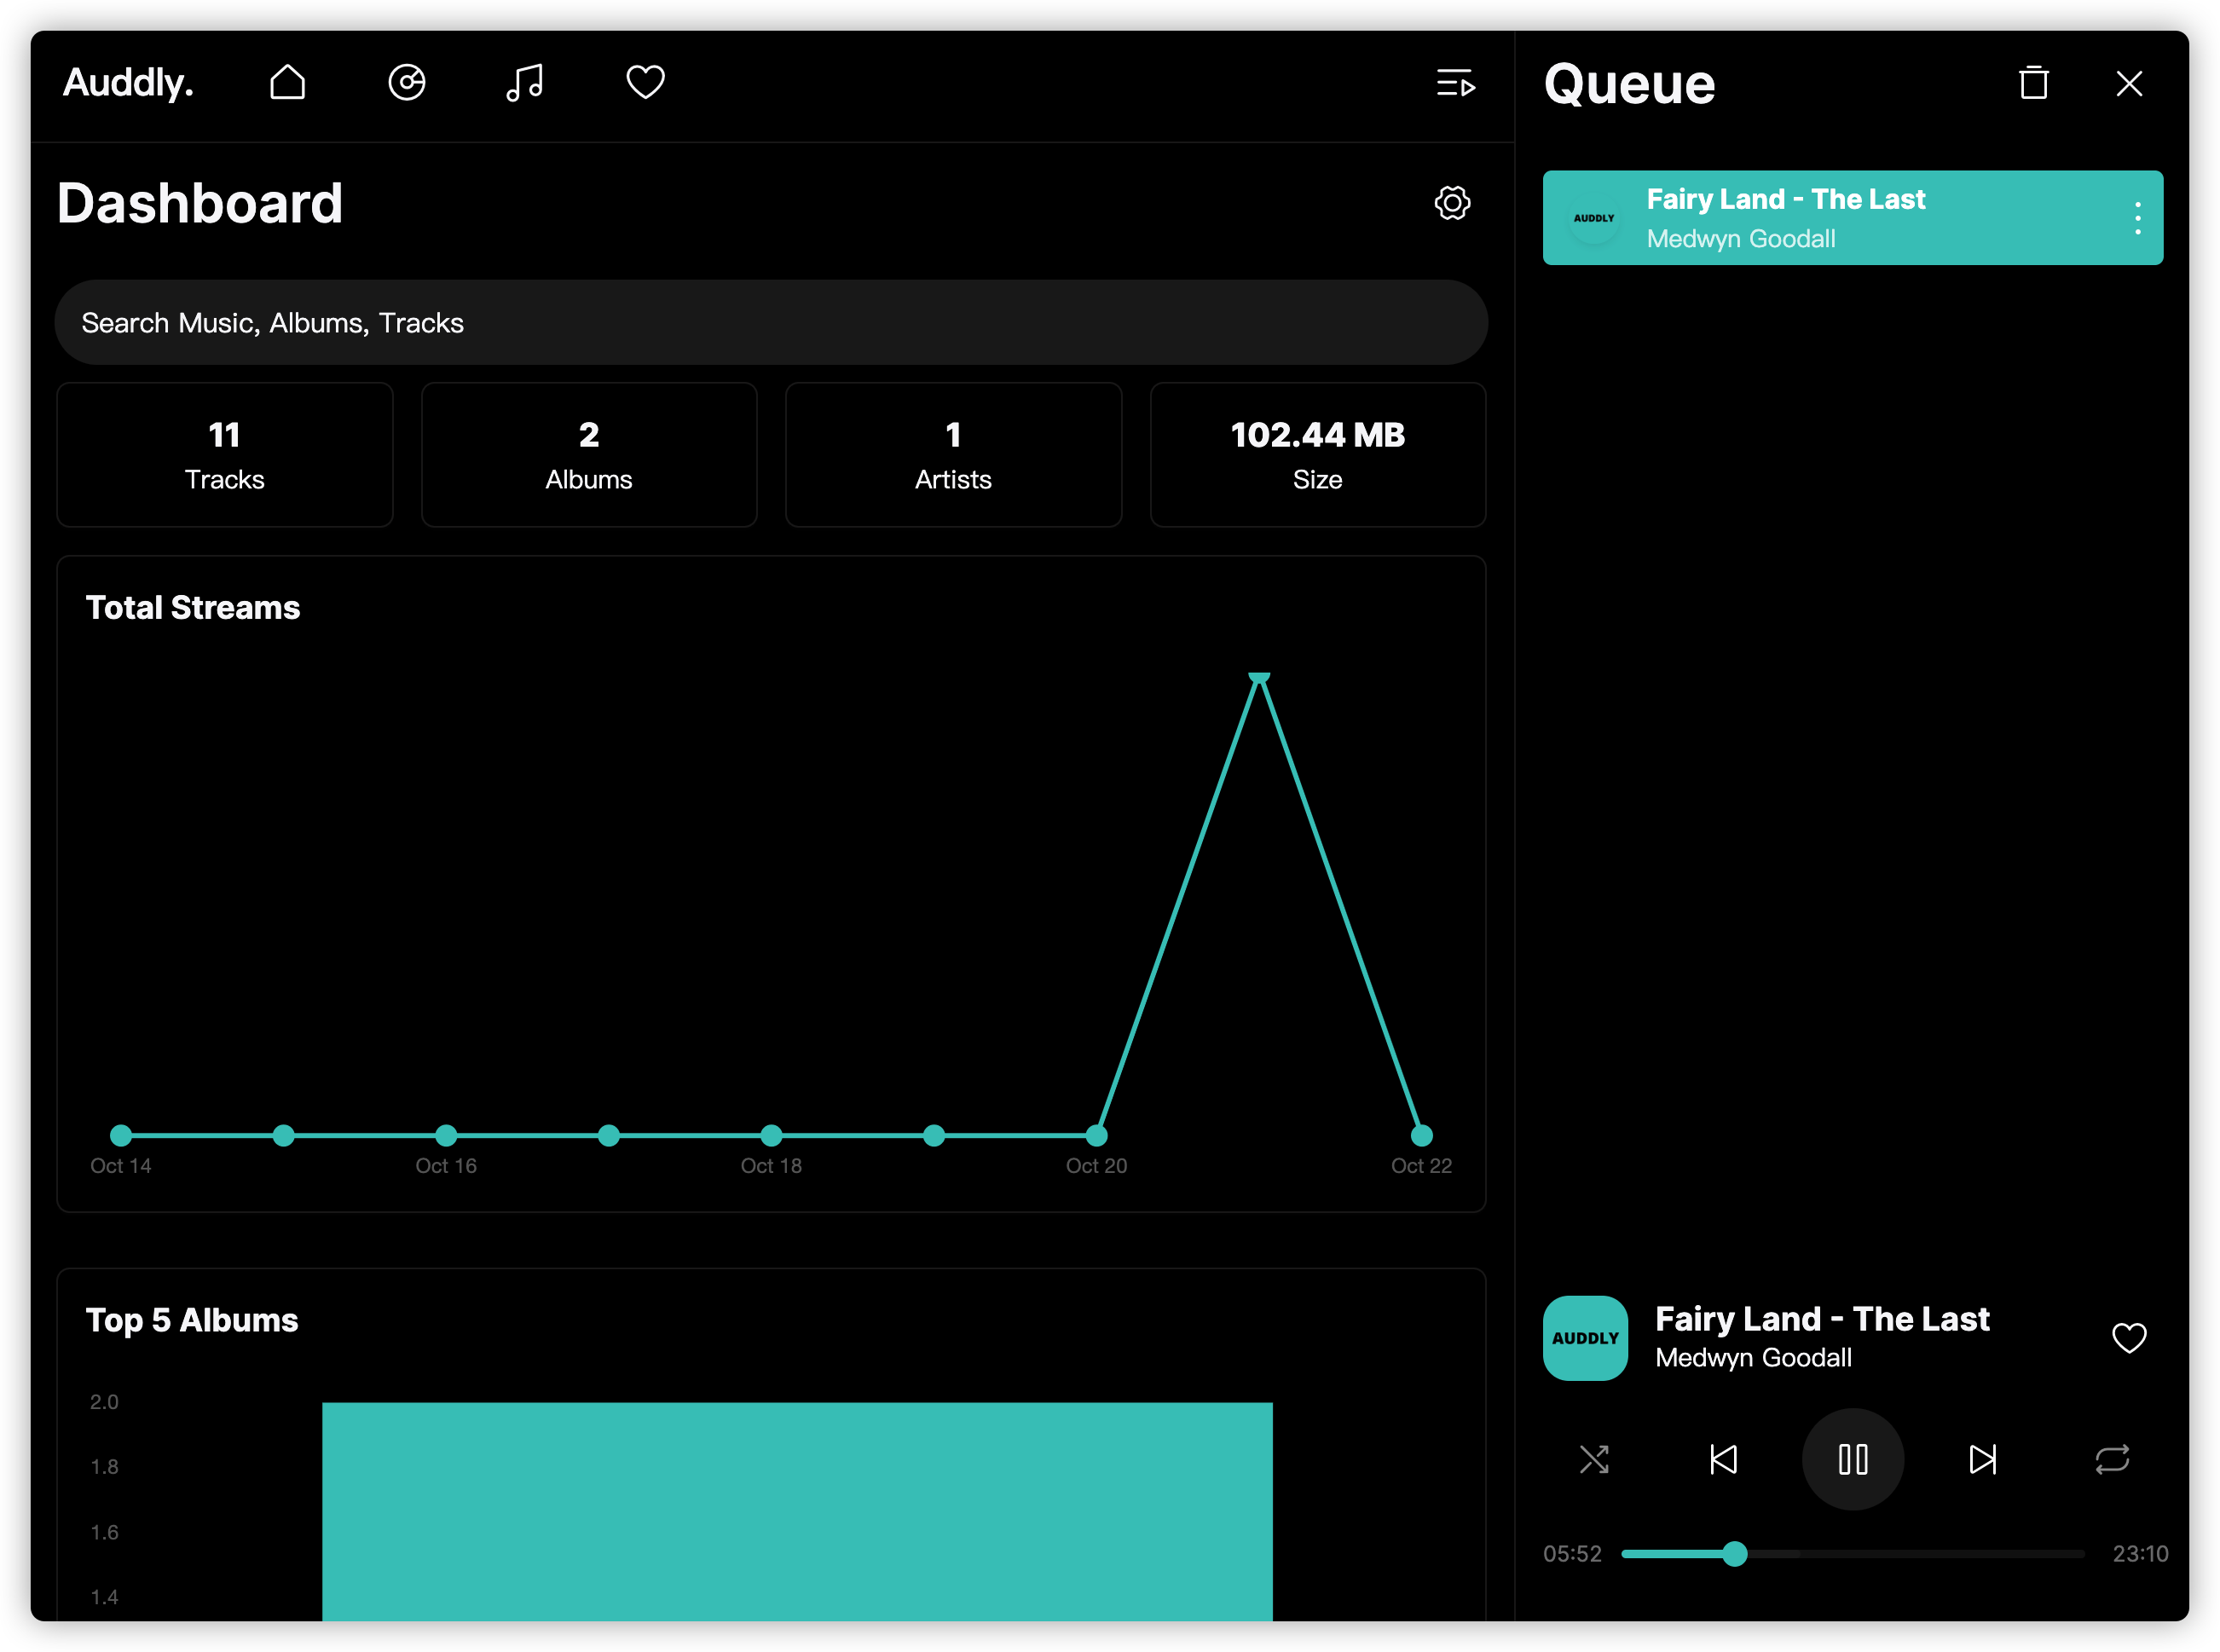 Auddly.
Dashboard
Search Music, Albums, Tracks
11
Tracks
2
Albums
1
Artists
102.44 MB
Size
Total Streams
Oct 14
Oct 16
Oct 18
Oct 20
Oct 22
Top 5 Albums
2.0
1.8
1.6
1.4
Queue
AUDDLY
Fairy Land - The Last
Medwyn Goodall
AUDDLY
Fairy Land - The Last
Medwyn Goodall
05:52
23:10